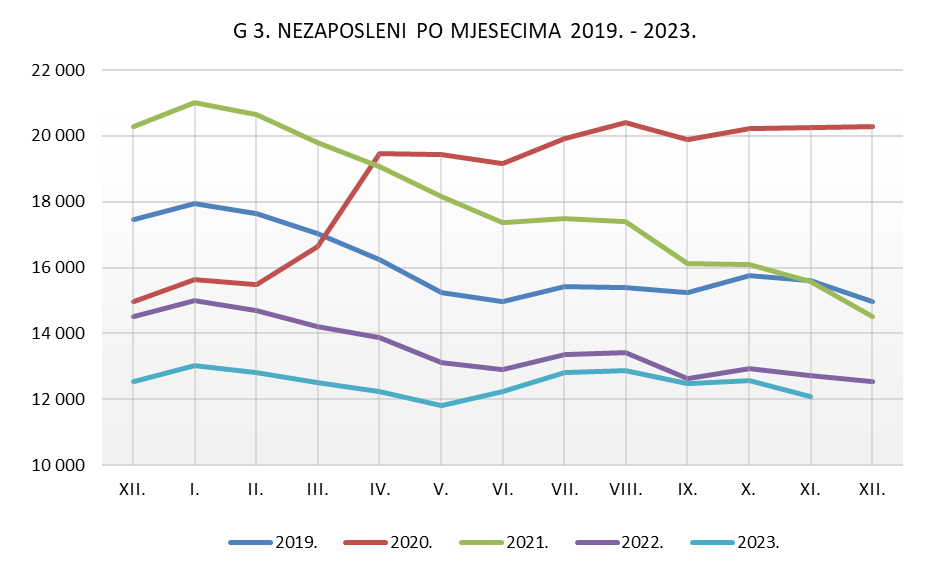 G 3. NEZAPOSLENI PO MJESECIMA 2019. - 2023.
22 000
20 000
18 000
16 000
14 000
12 000
10 000
XII. I. II. III. IV. V. VI. VII. VIII. IX. X. XI. XII.
2019. 2020. 2021. 2022. 2023.